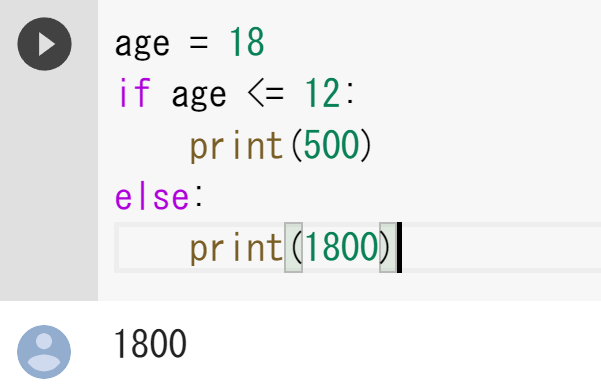 age = 18
if age <= 12:
    print(500)
else:
    print(1800)
1800